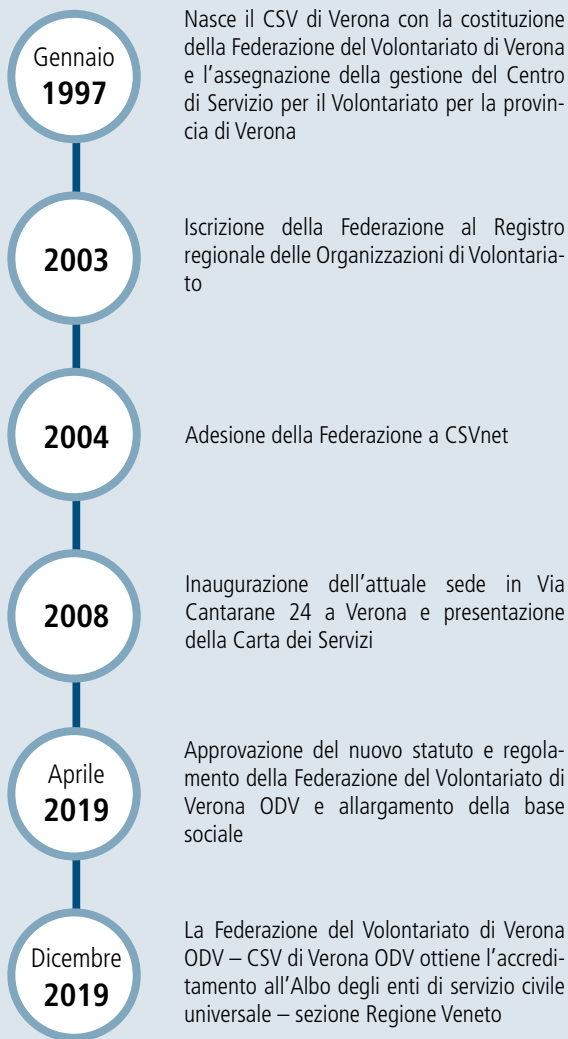 Gennaio
1997
Nasce il CSV di Verona con la costituzione
della Federazione del Volontariato di Verona
e l'assegnazione della gestione del Centro
di Servizio per il Volontariato per la provin-
cia di Verona
2003
Iscrizione della Federazione al Registro
regionale delle Organizzazioni di Volontaria-
to
2004
Adesione della Federazione a CSVnet
2008
Inaugurazione dell'attuale sede in Via
Cantarane 24 a Verona e presentazione
della Carta dei Servizi
Aprile
2019
Approvazione del nuovo statuto e regola-
mento della Federazione del Volontariato di
Verona ODV e allargamento della base
sociale
Dicembre
2019
La Federazione del Volontariato di Verona
ODV – CSV di Verona ODV ottiene l'accredi-
tamento all'Albo degli enti di servizio civile
universale – sezione Regione Veneto